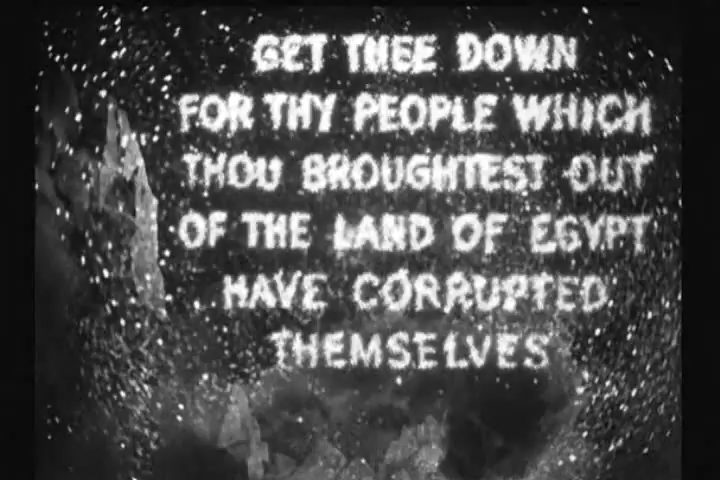 GET THEE DOWN
FOR THY PEOPLE WHICH
THOU BROUGHTEST OUT
OF THE LAND OF EGYPT
HAVE CORRUPTED
THEMSELVES